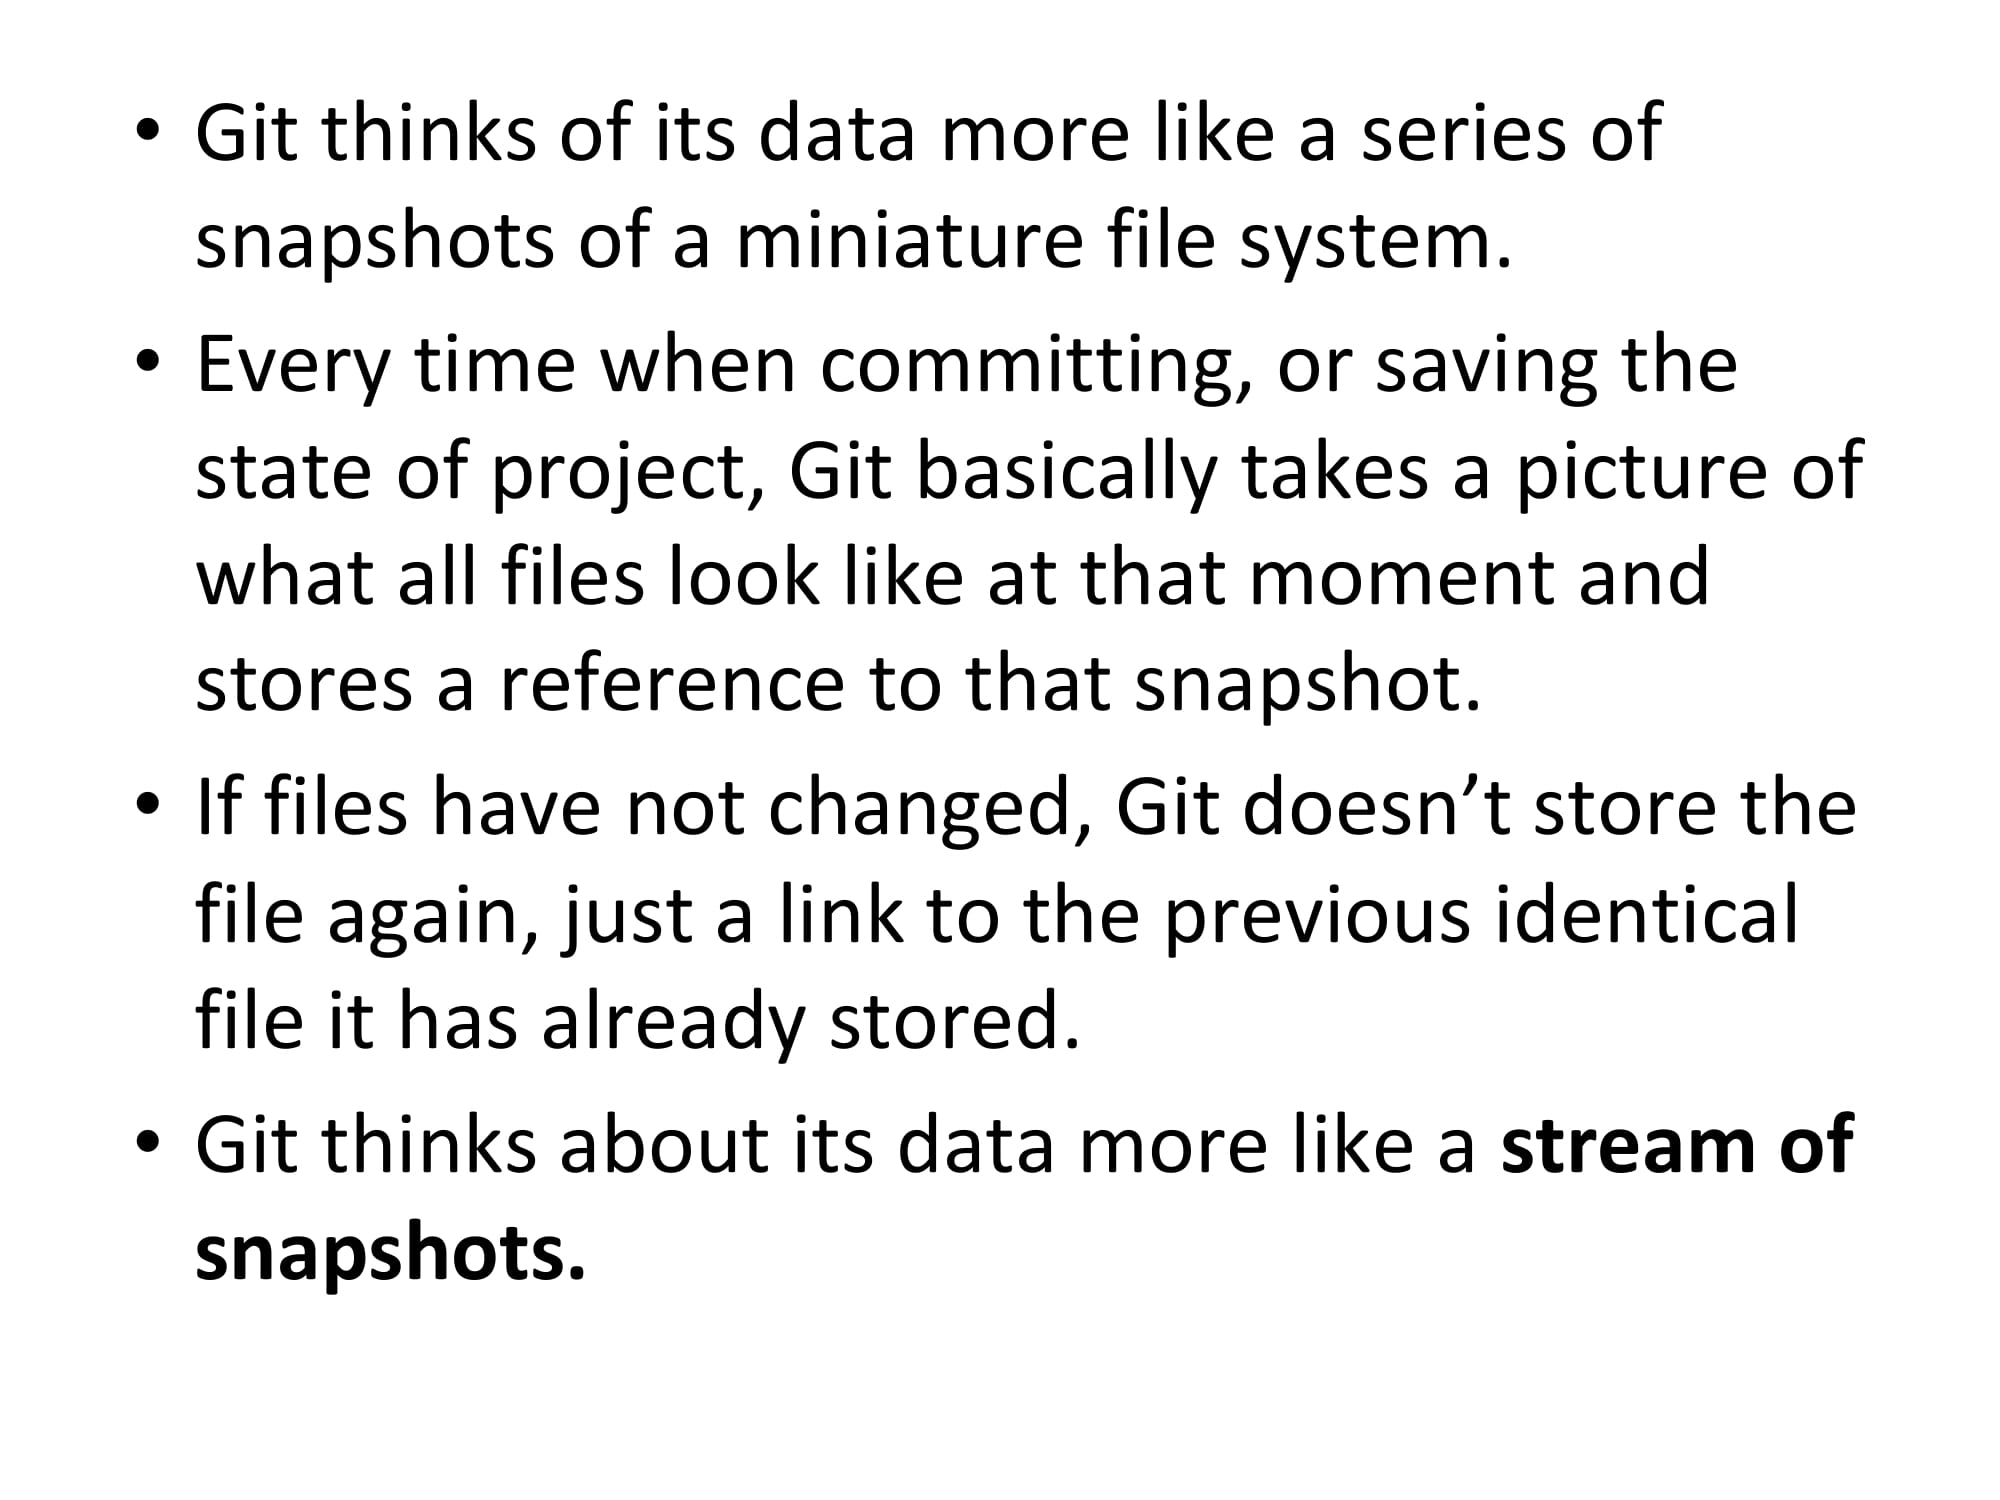 • Git thinks of its data more like a series of
snapshots of a miniature file system.
• Every time when committing, or saving the
state of project, Git basically takes a picture of
what all files look like at that moment and
stores a reference to that snapshot.
• If files have not changed, Git doesn’t store the
file again, just a link to the previous identical
file it has already stored.
• Git thinks about its data more like a stream of
snapshots.